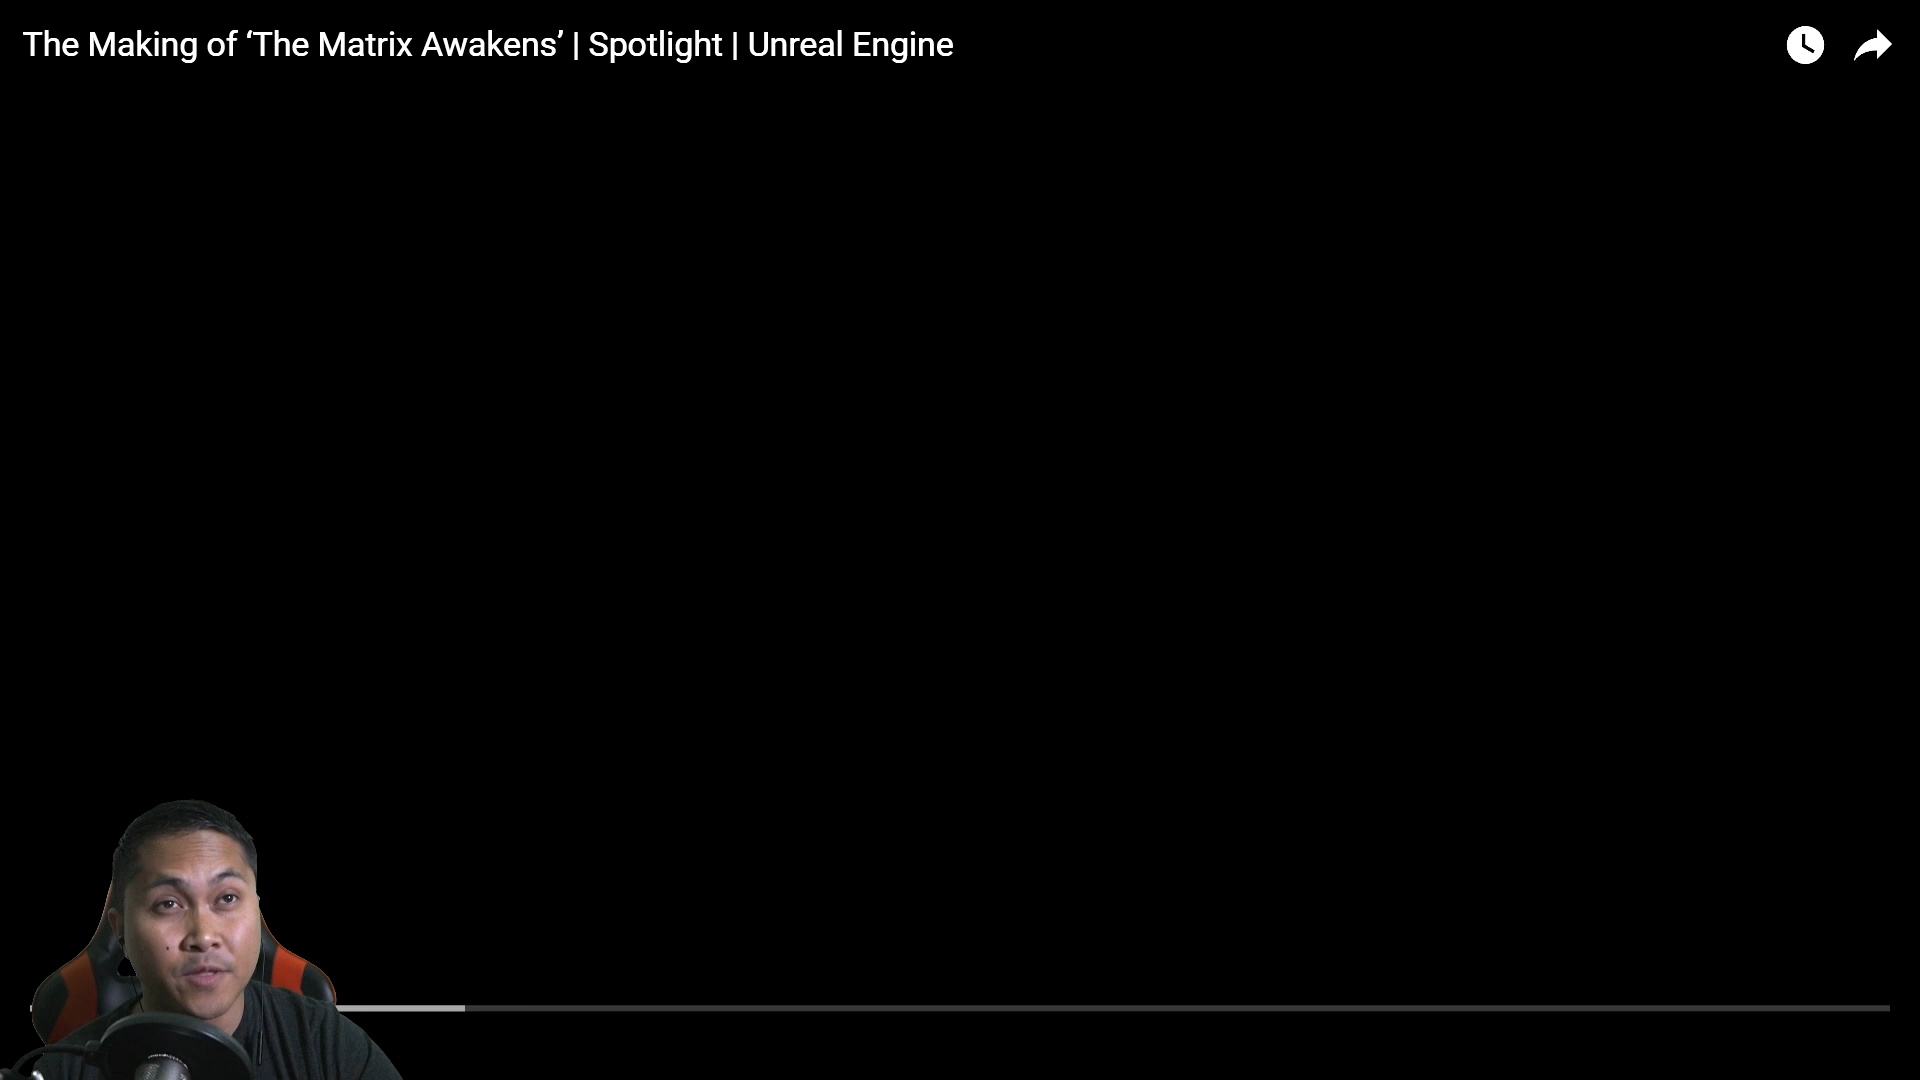 The Making of ‘The Matrix Awakens’ | Spotlight | Unreal Engine